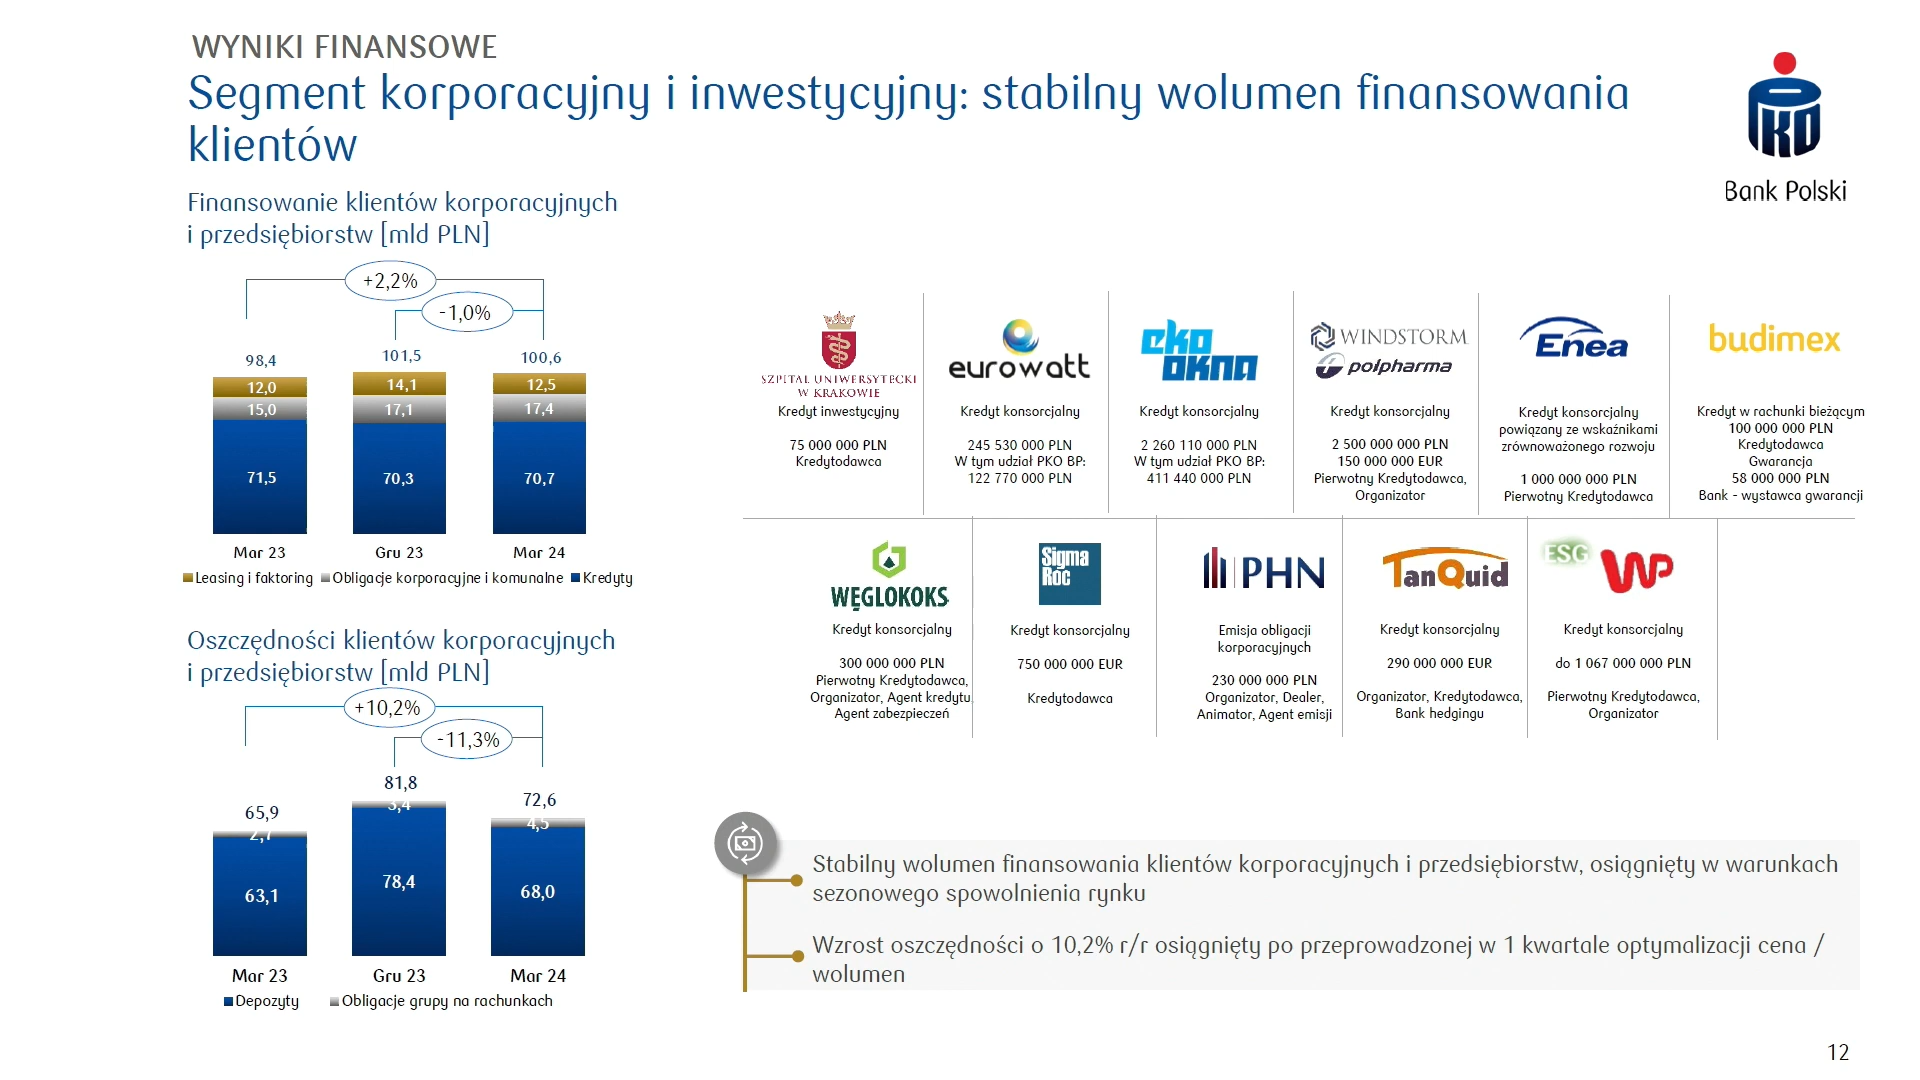 WYNIKI FINANSOWE
Segment korporacyjny i inwestycyjny: stabilny wolumen finansowania
klientów
PKO
Bank Polski
Finansowanie klientów korporacyjnych
i przedsiębiorstw [mld PLN]
+2,2%
-1,0%
98,4
101,5
100,6
12,0
14,1
12,5
15,0
17,1
17,4
71,5
70,3
70,7
Mar 23
Gru 23
Mar 24
Leasing i faktoring
Obligacje korporacyjne i komunalne
Kredyty
Oszczędności klientów korporacyjnych
i przedsiębiorstw [mld PLN]
+10,2%
-11,3%
65,9
81,8
72,6
2,7
3,4
4,5
63,1
78,4
68,0
Mar 23
Gru 23
Mar 24
Depozyty
Obligacje grupy na rachunkach
SZPITAL UNIWERSYTECKI
W KRAKOWIE
Kredyt inwestycyjny
75 000 000 PLN
Kredytodawca
eurowatt
Kredyt konsorcjalny
245 530 000 PLN
W tym udział PKO BP:
122 770 000 PLN
eko
okna
Kredyt konsorcjalny
2 260 110 000 PLN
W tym udział PKO BP:
411 440 000 PLN
WINDSTORM
polpharma
Kredyt konsorcjalny
2 500 000 000 PLN
150 000 000 EUR
Pierwotny Kredytodawca,
Organizator
Enea
Kredyt konsorcjalny
powiązany ze wskaźnikami
zrównoważonego rozwoju
1 000 000 000 PLN
Pierwotny Kredytodawca
budimex
Kredyt w rachunki bieżącym
100 000 000 PLN
Kredytodawca
Gwarancja
58 000 000 PLN
Bank - wystawca gwarancji
WĘGLOKOKS
Kredyt konsorcjalny
300 000 000 PLN
Pierwotny Kredytodawca,
Organizator, Agent kredytu,
Agent zabezpieczeń
Sigma
Roc
Kredyt konsorcjalny
750 000 000 EUR
Kredytodawca
PHN
Emisja obligacji
korporacyjnych
230 000 000 PLN
Organizator, Dealer,
Animator, Agent emisji
TanQuid
Kredyt konsorcjalny
290 000 000 EUR
Organizator, Kredytodawca,
Bank hedgingu
ESG
WP
Kredyt konsorcjalny
do 1 067 000 000 PLN
Pierwotny Kredytodawca,
Organizator
Stabilny wolumen finansowania klientów korporacyjnych i przedsiębiorstw, osiągnięty w warunkach
sezonowego spowolnienia rynku
Wzrost oszczędności o 10,2% r/r osiągnięty po przeprowadzonej w 1 kwartale optymalizacji cena /
wolumen
12